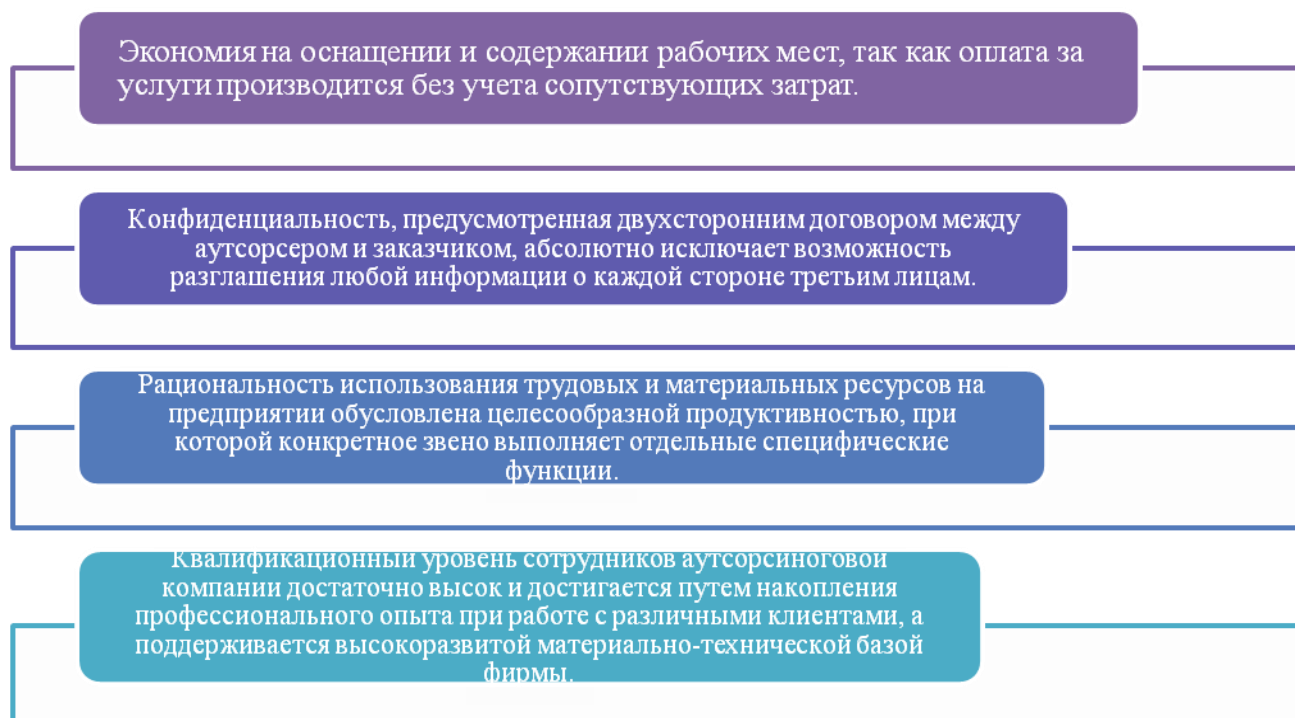 Экономия на оснащении и содержании рабочих мест, так как оплата за
услуги производится без учета сопутствующих затрат.
Конфиденциальность, предусмотренная двухсторонним договором между
аутсорсером и заказчиком, абсолютно исключает возможность
разглашения любой информации о каждой стороне третьим лицам.
Рациональность использования трудовых и материальных ресурсов на
предприятии обусловлена целесообразной продуктивностью, при
которой конкретное звено выполняет отдельные специфические
функции.
Квалификационный уровень сотрудников аутсорсиноговой
компании достаточно высок и достигается путем накопления
профессионального опыта при работе с различными клиентами, а
поддерживается высокоразвитой материально-технической базой
фирмы.